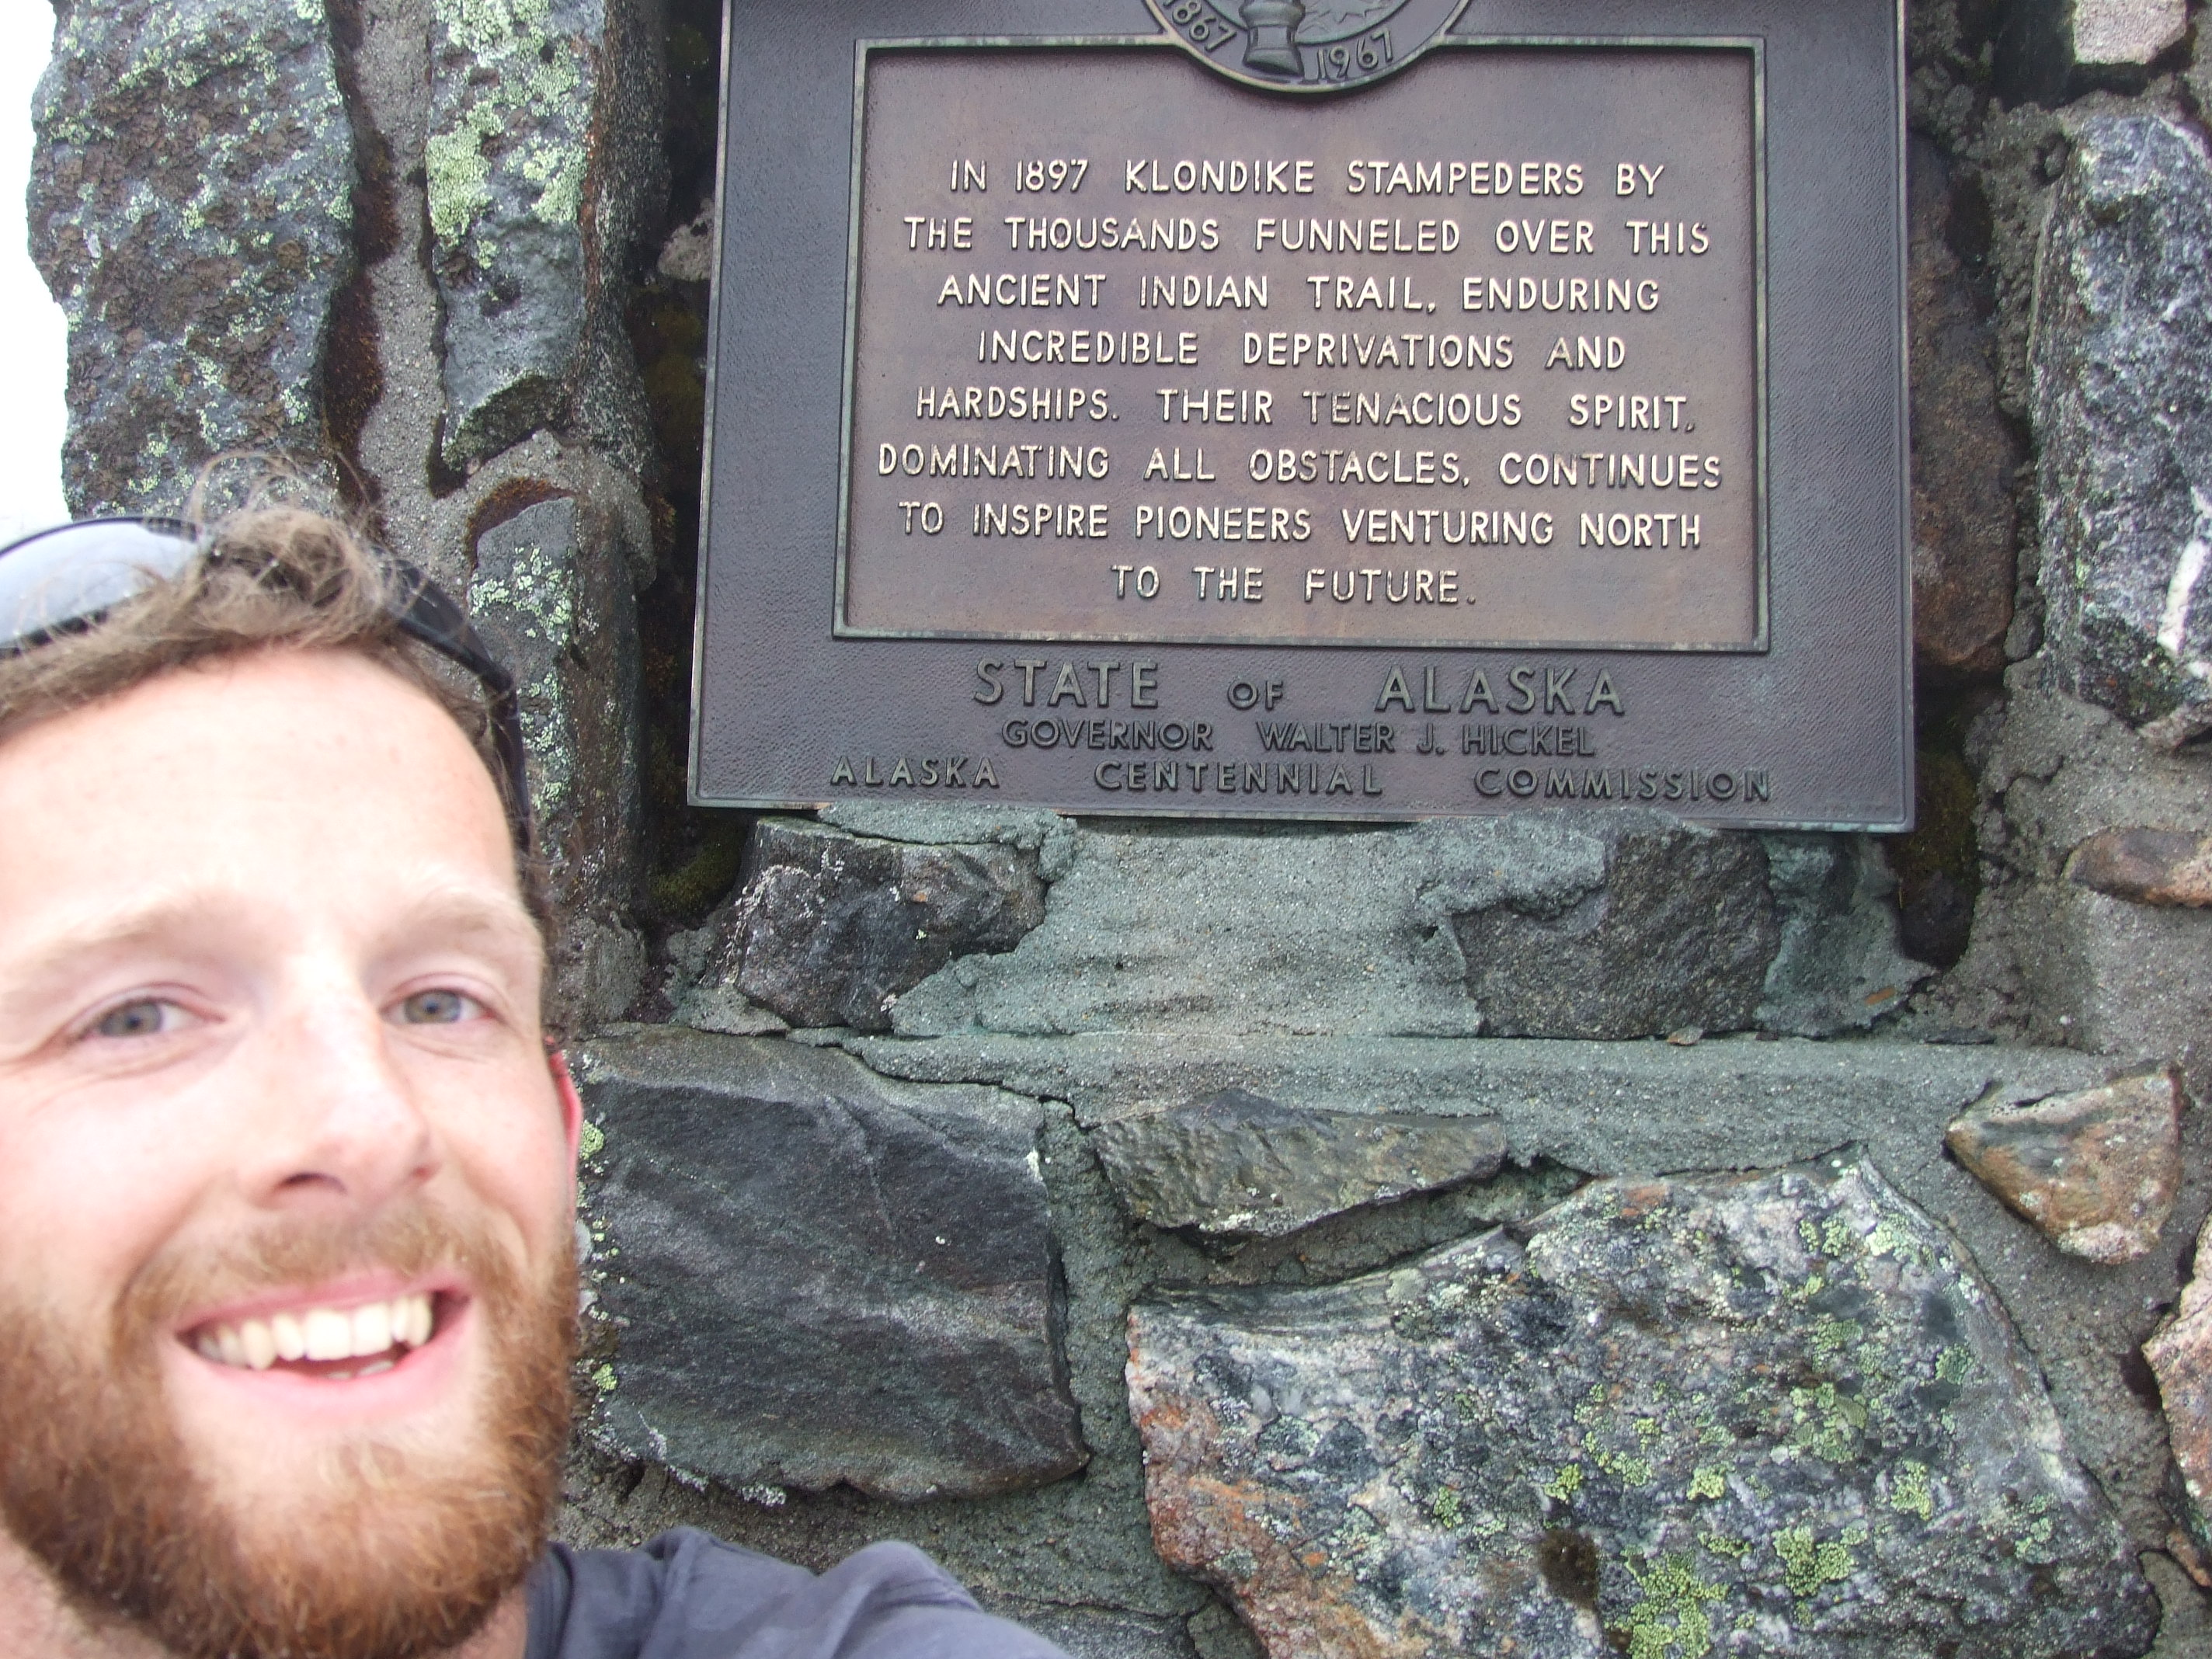 1867 1967
IN 1897 KLONDIKE STAMPEDERS BY
THE THOUSANDS FUNNELED OVER THIS
ANCIENT INDIAN TRAIL, ENDURING
INCREDIBLE DEPRIVATIONS AND
HARDSHIPS. THEIR TENACIOUS SPIRIT,
DOMINATING ALL OBSTACLES, CONTINUES
TO INSPIRE PIONEERS VENTURING NORTH
TO THE FUTURE.
STATE OF ALASKA
GOVERNOR WALTER J. HICKEL
ALASKA CENTENNIAL COMMISSION